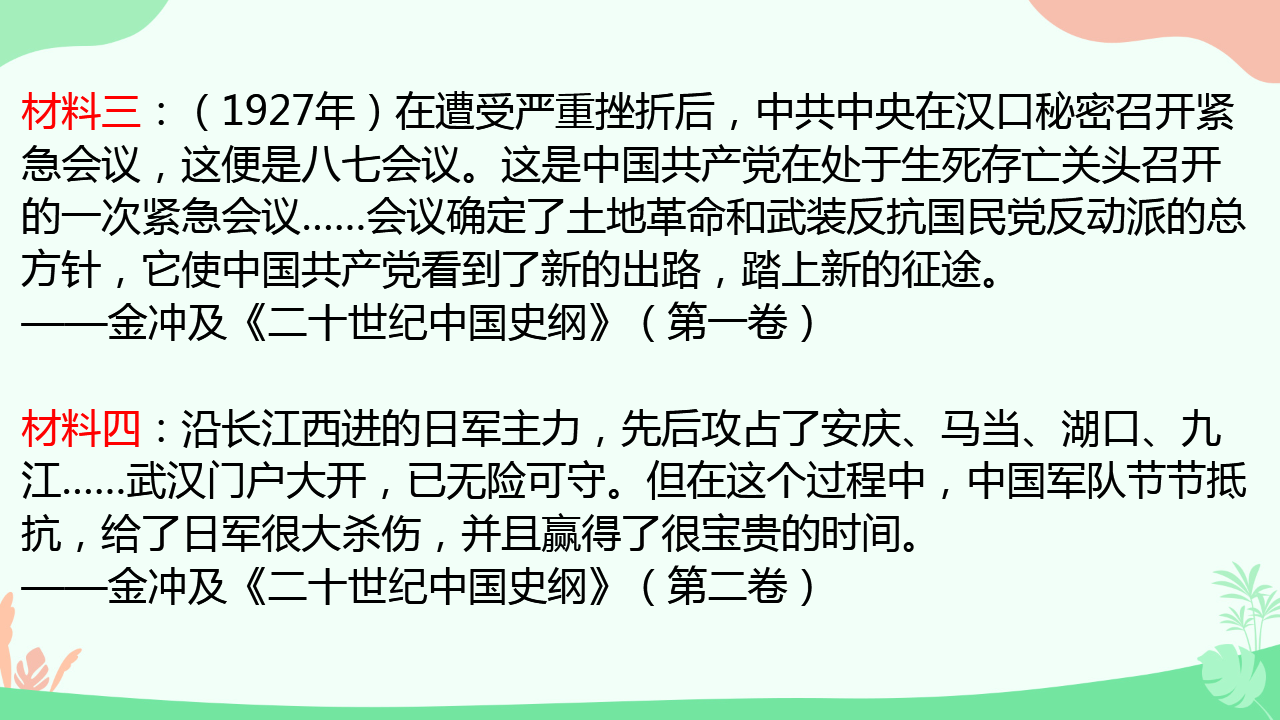 材料三：（1927年）在遭受严重挫折后，中共中央在汉口秘密召开紧
急会议，这便是八七会议。这是中国共产党在处于生死存亡关头召开
的一次紧急会议……会议确定了土地革命和武装反抗国民党反动派的总
方针，它使中国共产党看到了新的出路，踏上新的征途。
——金冲及《二十世纪中国史纲》（第一卷）
材料四：沿长江西进的日军主力，先后攻占了安庆、马当、湖口、九
江……武汉门户大开，已无险可守。但在这个过程中，中国军队节节抵
抗，给了日军很大杀伤，并且赢得了很宝贵的时间。
——金冲及《二十世纪中国史纲》（第二卷）